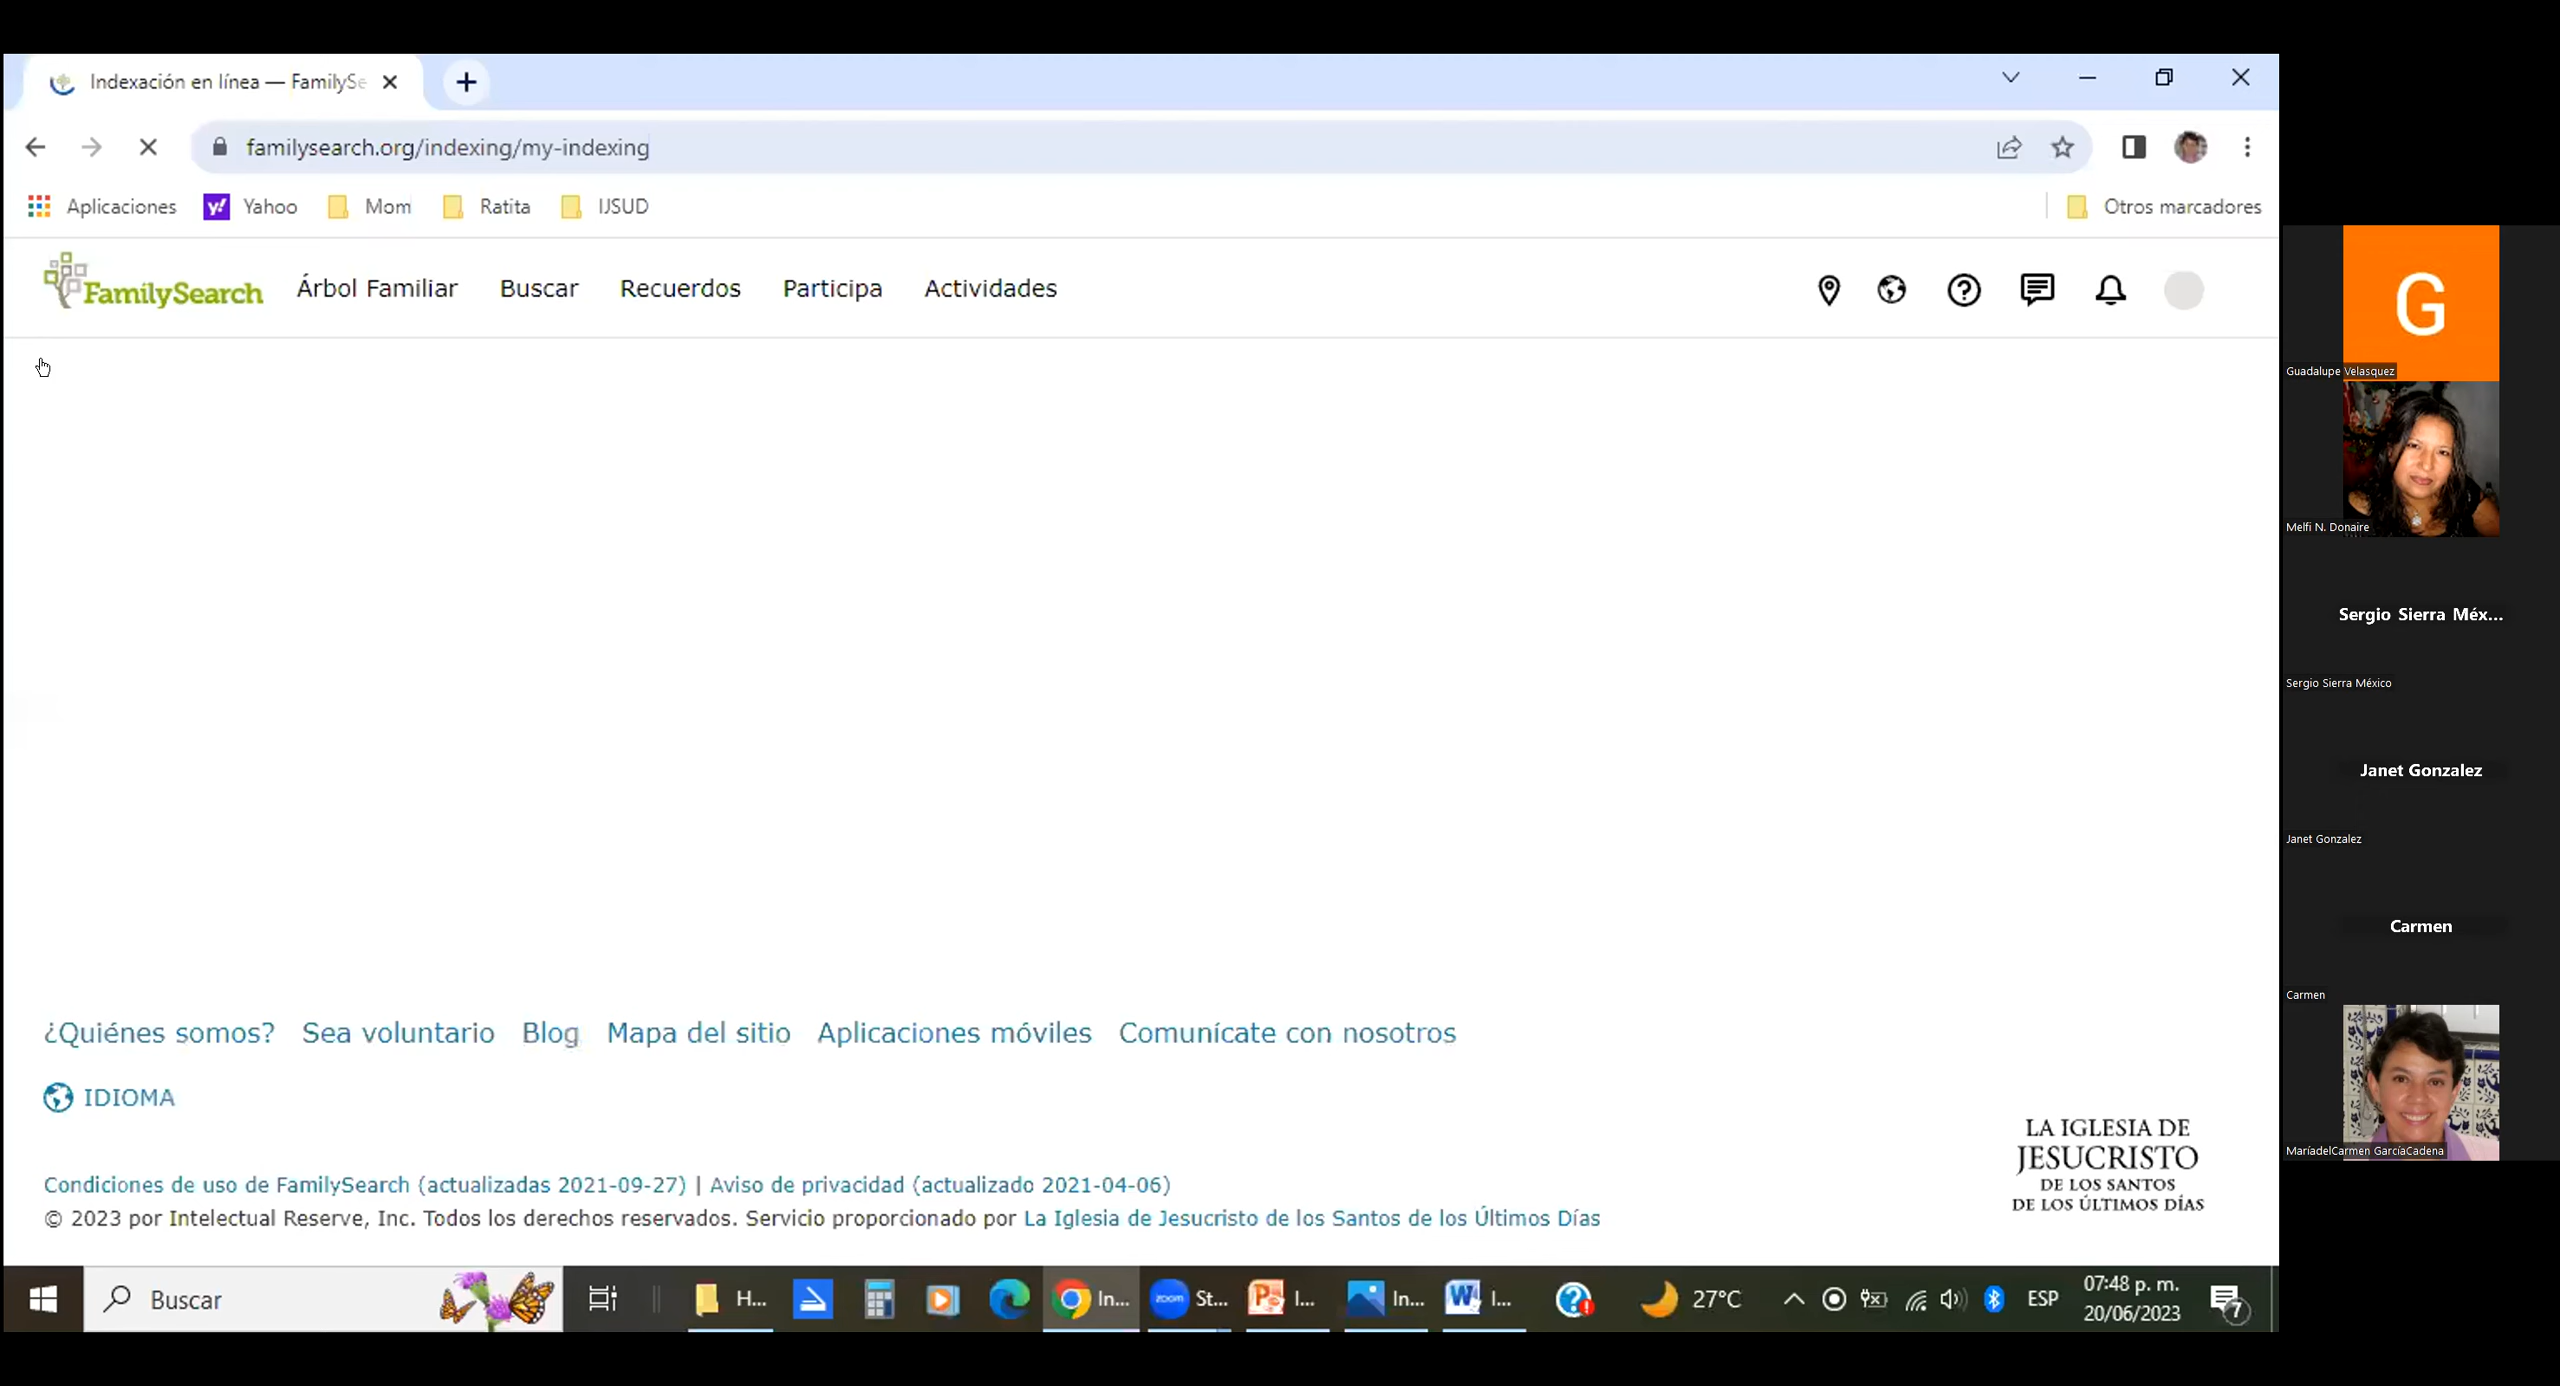 Indexación en línea — FamilySe
familysearch.org/indexing/my-indexing
Aplicaciones Yahoo Mom Ratita IJSUD Otros marcadores
FamilySearch Árbol Familiar Buscar Recuerdos Participa Actividades
¿Quiénes somos? Sea voluntario Blog Mapa del sitio Aplicaciones móviles Comunícate con nosotros
IDIOMA
LA IGLESIA DE
JESUCRISTO
DE LOS SANTOS
DE LOS ÚLTIMOS DÍAS
Condiciones de uso de FamilySearch (actualizadas 2021-09-27) | Aviso de privacidad (actualizado 2021-04-06)
© 2023 por Intelectual Reserve, Inc. Todos los derechos reservados. Servicio proporcionado por La Iglesia de Jesucristo de los Santos de los Últimos Días
Buscar H... In... zoom St... I... In... I... 27°C ESP 07:48 p. m.
20/06/2023
7
G
Guadalupe Velasquez
Melfi N. Donaire
Sergio Sierra Méx...
Sergio Sierra México
Janet Gonzalez
Janet Gonzalez
Carmen
Carmen
MaríadelCarmen GarcíaCadena